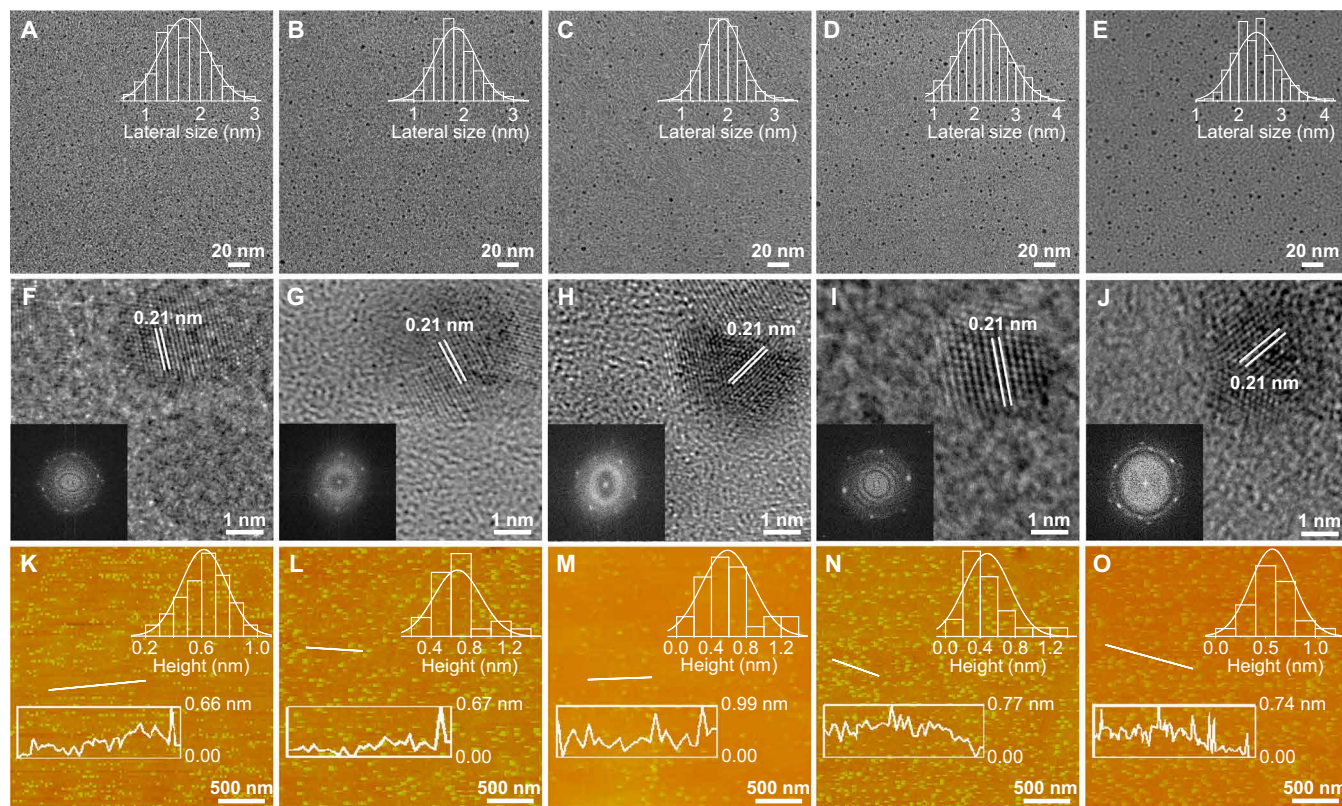 A
1 2 3
Lateral size (nm)
20 nm
B
1 2 3
Lateral size (nm)
20 nm
C
1 2 3
Lateral size (nm)
20 nm
D
1 2 3 4
Lateral size (nm)
20 nm
E
1 2 3 4
Lateral size (nm)
20 nm
F
0.21 nm
1 nm
G
0.21 nm
1 nm
H
0.21 nm
1 nm
I
0.21 nm
1 nm
J
0.21 nm
1 nm
K
0.2 0.6 1.0
Height (nm)
0.66 nm
0.00
500 nm
L
0.4 0.8 1.2
Height (nm)
0.67 nm
0.00
500 nm
M
0.0 0.4 0.8 1.2
Height (nm)
0.99 nm
0.00
500 nm
N
0.0 0.4 0.8 1.2
Height (nm)
0.77 nm
0.00
500 nm
O
0.0 0.5 1.0
Height (nm)
0.74 nm
0.00
500 nm